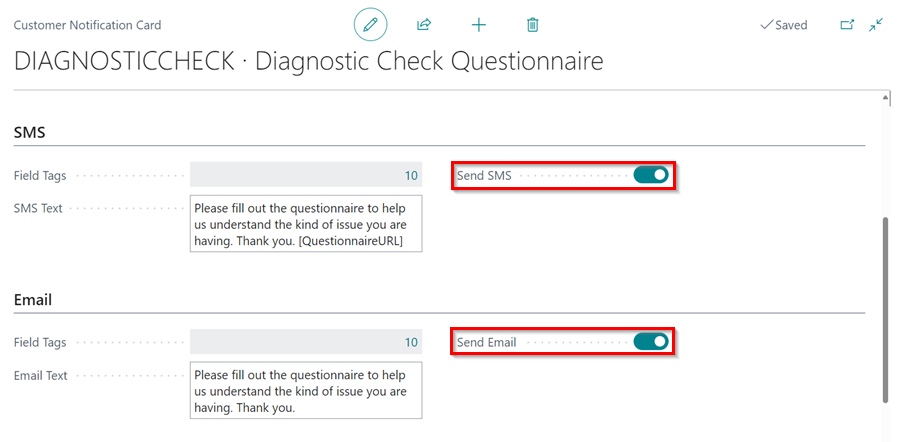 Customer Notification Card
Saved
DIAGNOSTICCHECK · Diagnostic Check Questionnaire
SMS
Field Tags
10
Send SMS
SMS Text
Please fill out the questionnaire to help
us understand the kind of issue you are
having. Thank you. [QuestionnaireURL]
Email
Field Tags
10
Send Email
Email Text
Please fill out the questionnaire to help
us understand the kind of issue you are
having. Thank you.